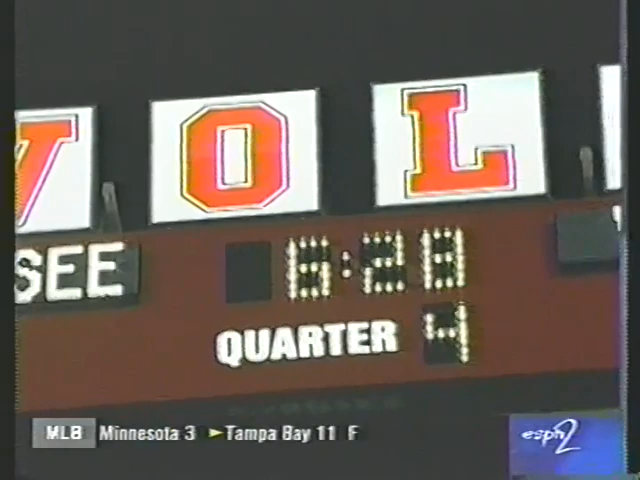 V O L
SEE 6:28
QUARTER 4
MLB Minnesota 3 ►Tampa Bay 11 F
espn2